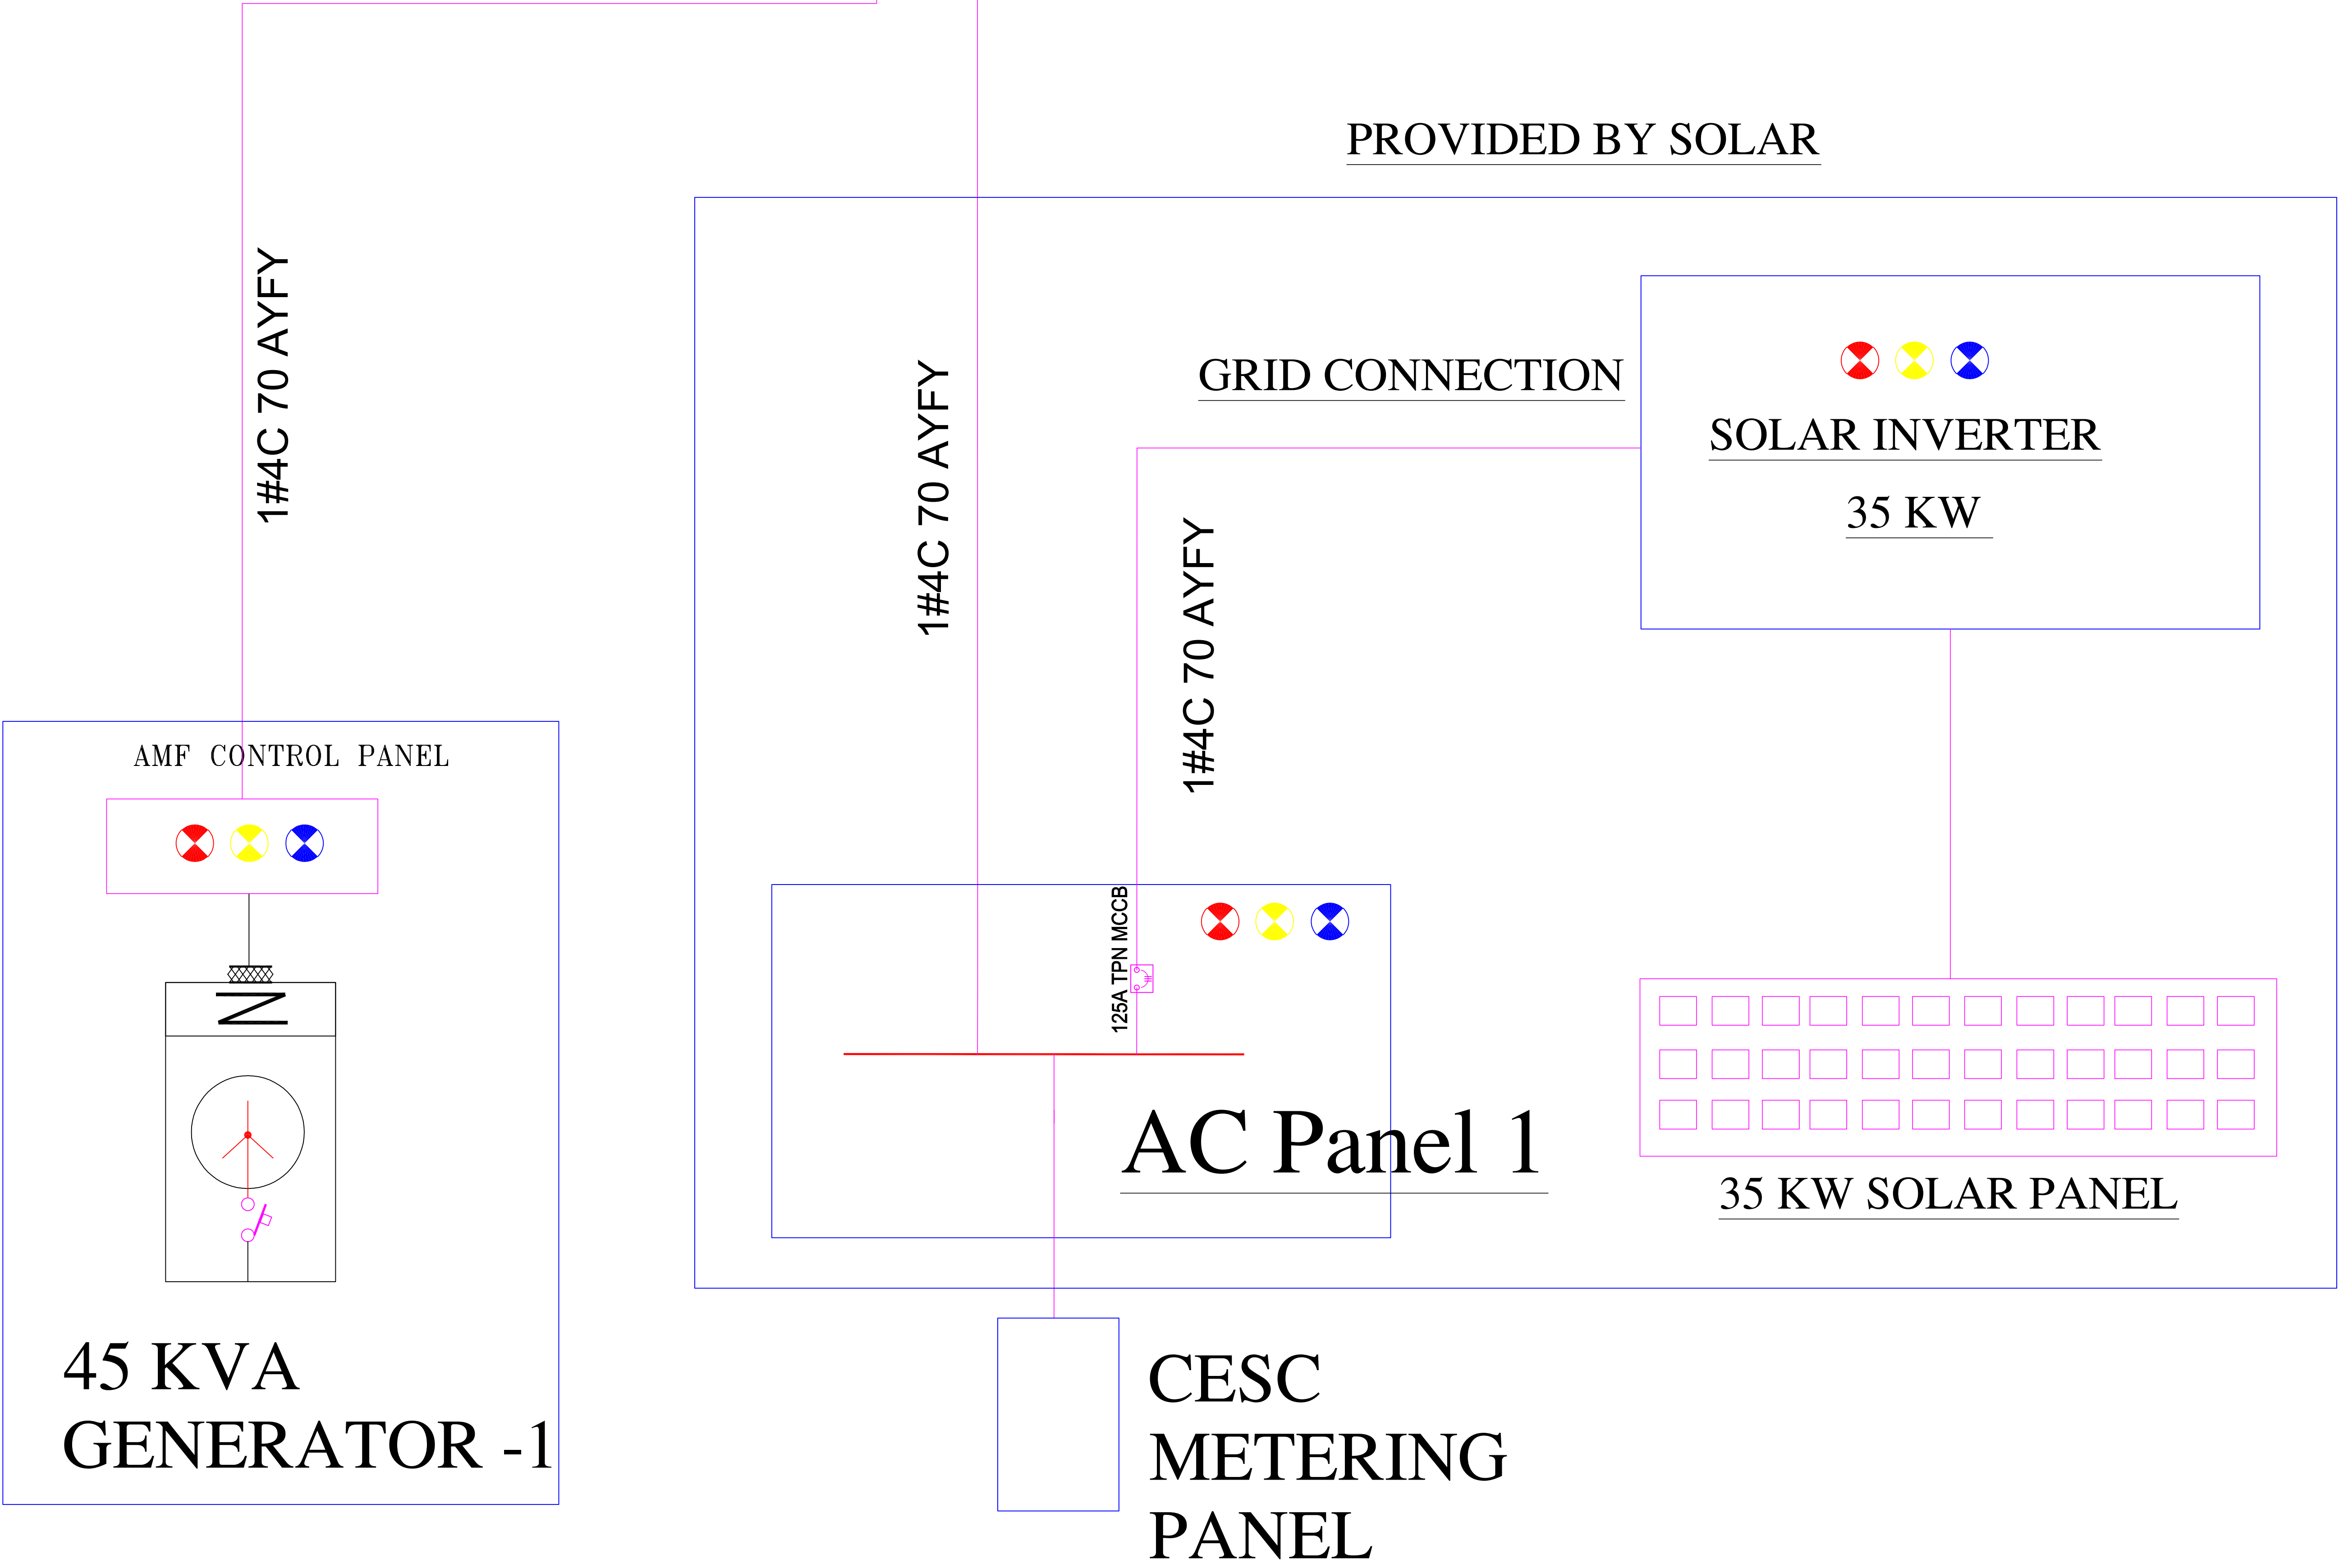 PROVIDED BY SOLAR
1#4C 70 AYFY
1#4C 70 AYFY
GRID CONNECTION
1#4C 70 AYFY
SOLAR INVERTER
35 KW
AMF CONTROL PANEL
125A TPN MCCB
AC Panel 1
35 KW SOLAR PANEL
45 KVA
GENERATOR -1
CESC
METERING
PANEL